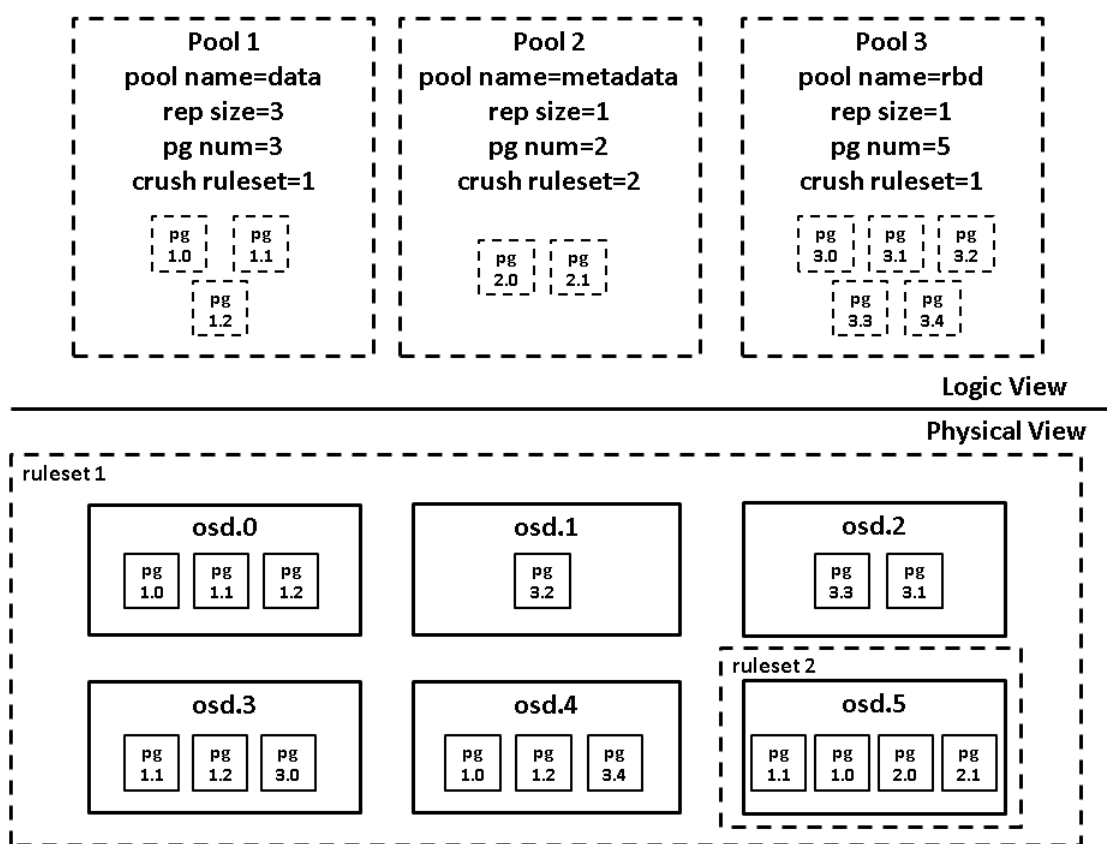 Pool 1
pool name=data
rep size=3
pg num=3
crush ruleset=1
pg
1.0
pg
1.1
pg
1.2
Pool 2
pool name=metadata
rep size=1
pg num=2
crush ruleset=2
pg
2.0
pg
2.1
Pool 3
pool name=rbd
rep size=1
pg num=5
crush ruleset=1
pg
3.0
pg
3.1
pg
3.2
pg
3.3
pg
3.4
Logic View
Physical View
ruleset 1
osd.0
pg
1.0
pg
1.1
pg
1.2
osd.1
pg
3.2
osd.2
pg
3.3
pg
3.1
osd.3
pg
1.1
pg
1.2
pg
3.0
osd.4
pg
1.0
pg
1.2
pg
3.4
ruleset 2
osd.5
pg
1.1
pg
1.0
pg
2.0
pg
2.1